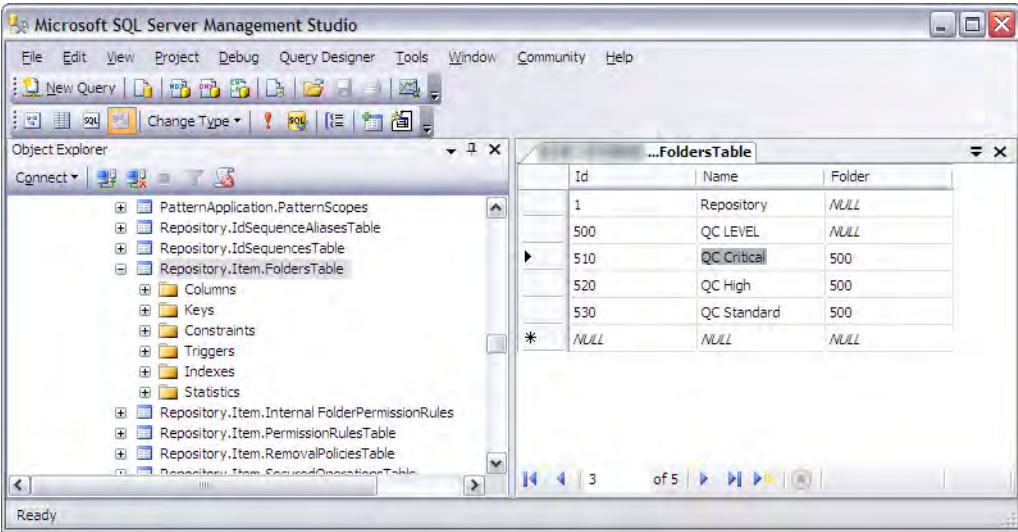 Microsoft SQL Server Management Studio
File Edit View Project Debug Query Designer Tools Window Community Help
New Query
Change Type
Object Explorer
Connect
PatternApplication.PatternScopes
Repository.IdSequenceAliasesTable
Repository.IdSequencesTable
Repository.Item.FoldersTable
Columns
Keys
Constraints
Triggers
Indexes
Statistics
Repository.Item.Internal FolderPermissionRules
Repository.Item.PermissionRulesTable
Repository.Item.RemovalPoliciesTable
Repository.Item.SecuredOperationsTable
...FoldersTable
Id Name Folder
1 Repository NULL
500 QC LEVEL NULL
510 QC Critical 500
520 QC High 500
530 QC Standard 500
NULL NULL NULL
3 of 5
Ready